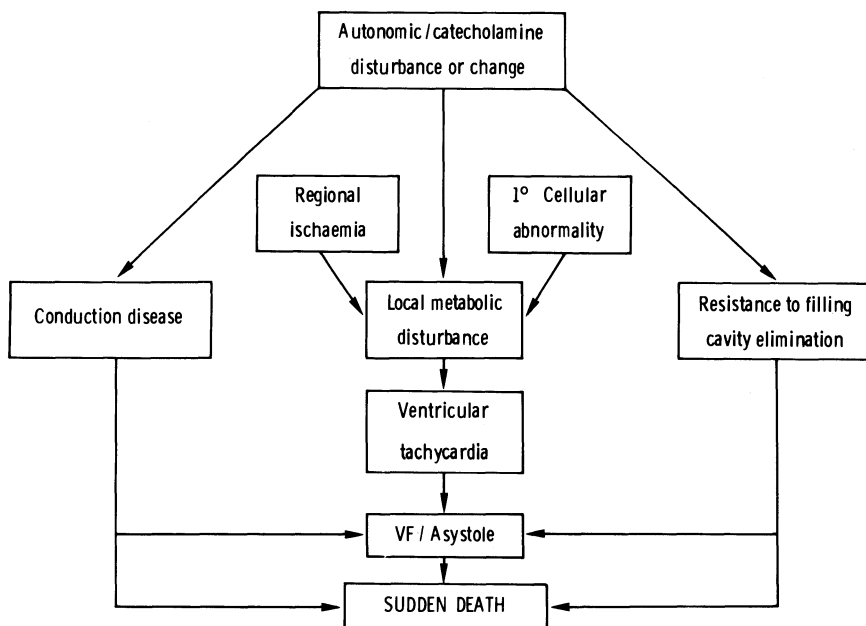 Autonomic/catecholamine
disturbance or change
Regional
ischaemia
1° Cellular
abnormality
Conduction disease
Local metabolic
disturbance
Resistance to filling
cavity elimination
Ventricular
tachycardia
VF / Asystole
SUDDEN DEATH